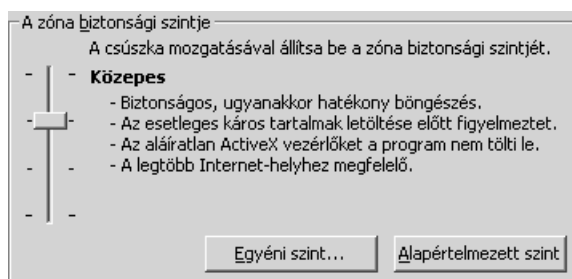 A zóna biztonsági szintje
A csúszka mozgatásával állítsa be a zóna biztonsági szintjét.
Közepes
- Biztonságos, ugyanakkor hatékony böngészés.
- Az esetleges káros tartalmak letöltése előtt figyelmeztet.
- Az aláíratlan ActiveX vezérlőket a program nem tölti le.
- A legtöbb Internet-helyhez megfelelő.
Egyéni szint... Alapértelmezett szint